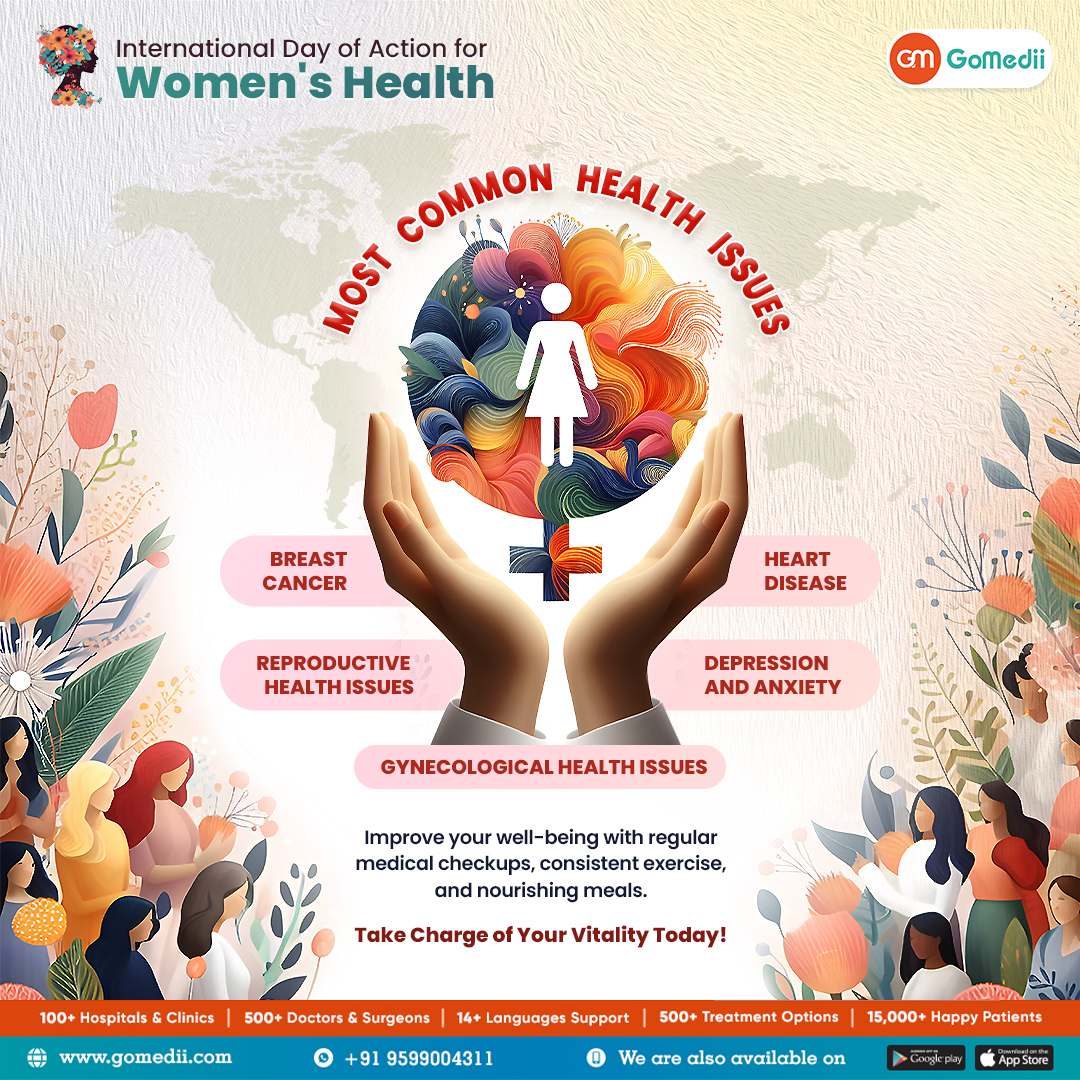 International Day of Action for
Women's Health
GM GoMedii
MOST COMMON HEALTH ISSUES
BREAST
CANCER
HEART
DISEASE
REPRODUCTIVE
HEALTH ISSUES
DEPRESSION
AND ANXIETY
GYNECOLOGICAL HEALTH ISSUES
Improve your well-being with regular
medical checkups, consistent exercise,
and nourishing meals.
Take Charge of Your Vitality Today!
100+ Hospitals & Clinics | 500+ Doctors & Surgeons | 14+ Languages Support | 500+ Treatment Options | 15,000+ Happy Patients
www.gomedii.com +91 9599004311 We are also available on
ANDROID APP ON
Google play
Download on the
App Store